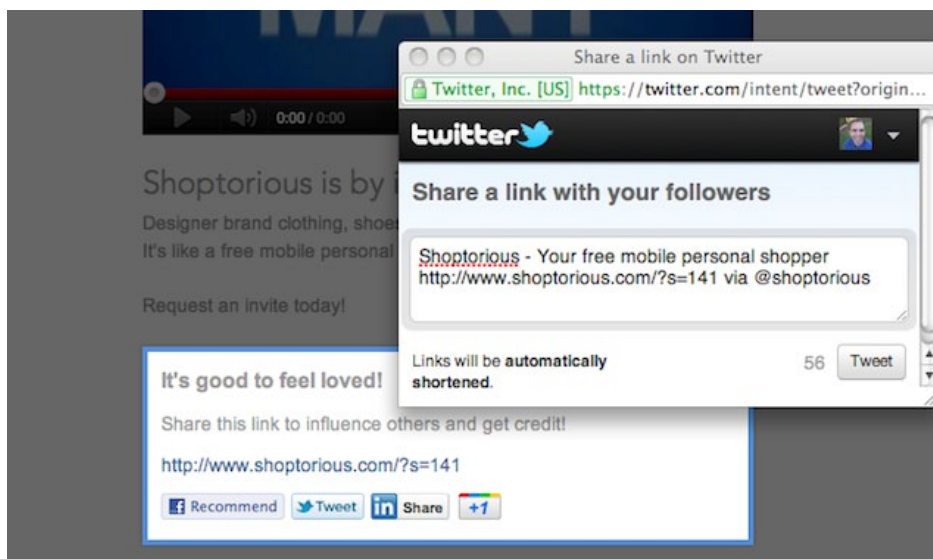 MANT
0:00 / 0:00
Shoptorious is by i
Designer brand clothing, shoe
It's like a free mobile personal
Request an invite today!
It's good to feel loved!
Share this link to influence others and get credit!
http://www.shoptorious.com/?s=141
Recommend Tweet in Share +1
Share a link on Twitter
Twitter, Inc. [US] https://twitter.com/intent/tweet?origin...
twitter
Share a link with your followers
Shoptorious - Your free mobile personal shopper
http://www.shoptorious.com/?s=141 via @shoptorious
Links will be automatically
shortened.
56 Tweet